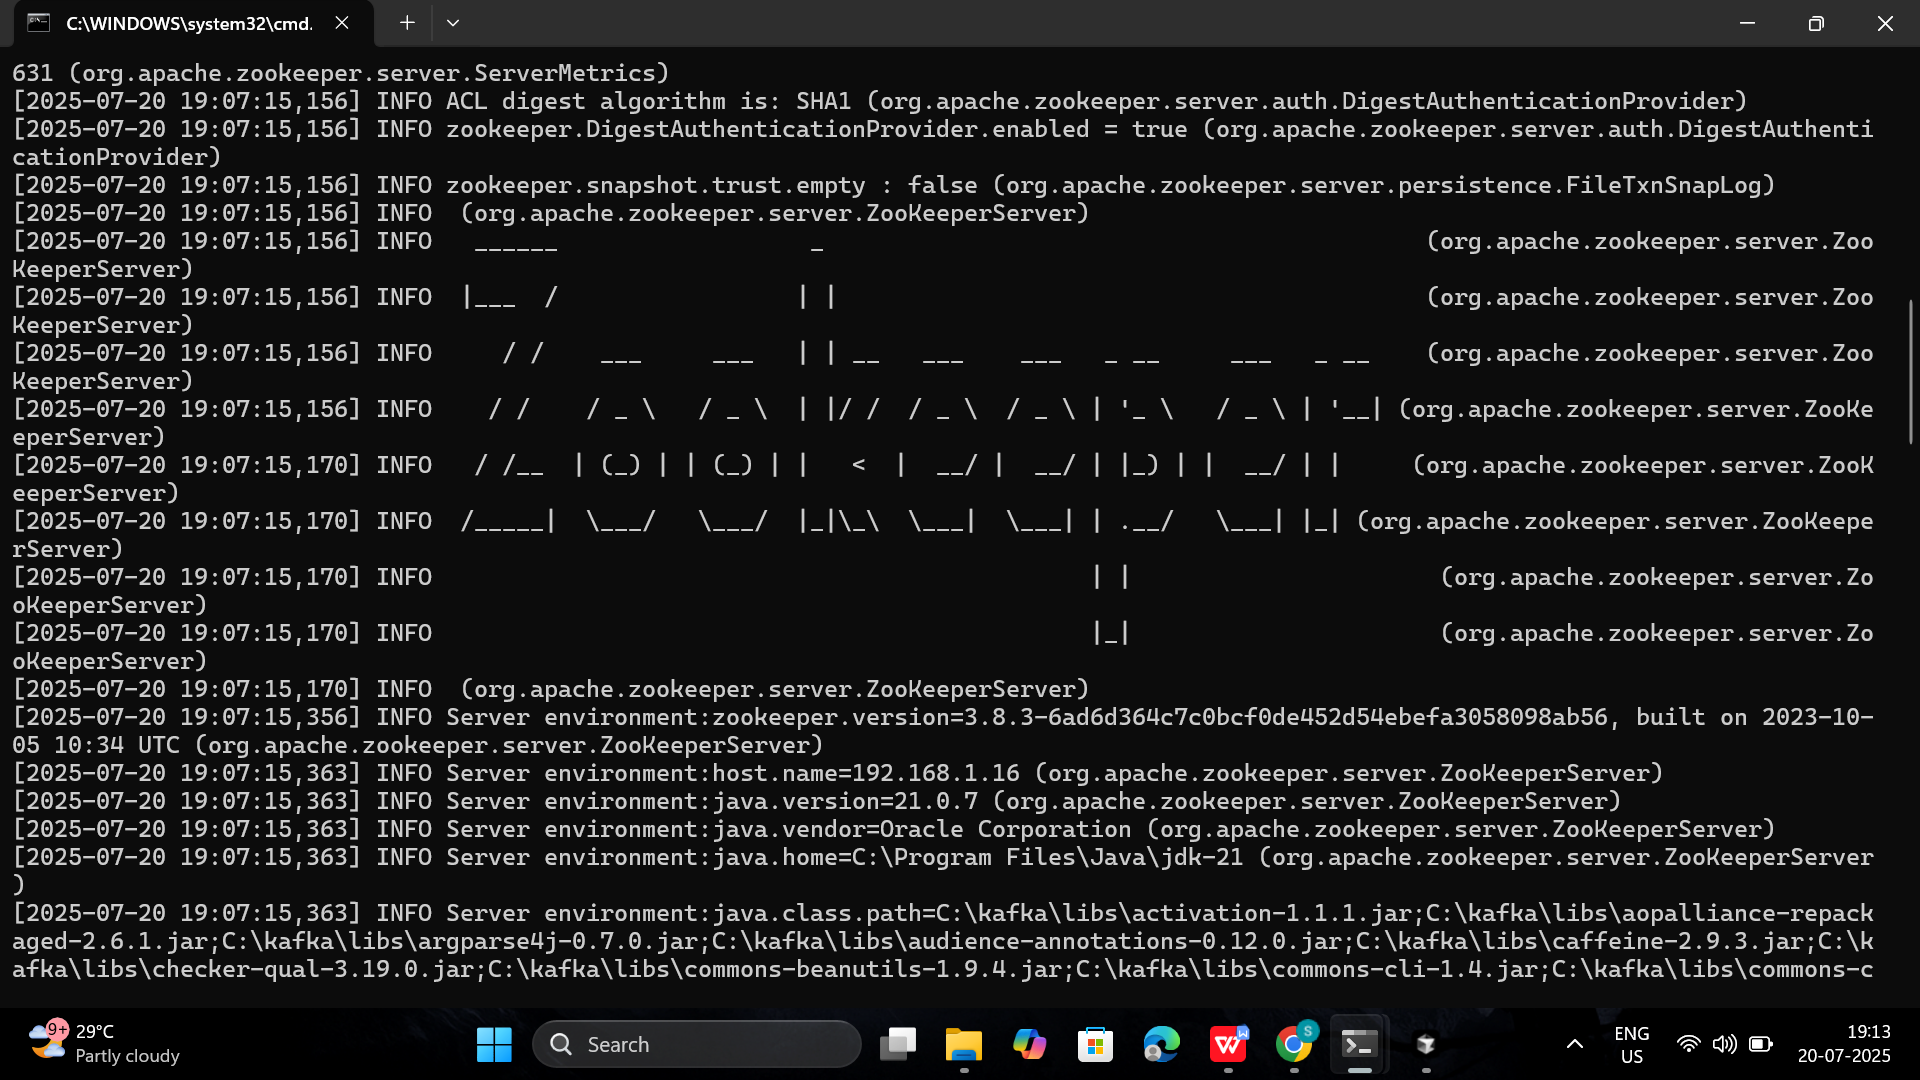 C:\WINDOWS\system32\cmd.
631 (org.apache.zookeeper.server.ServerMetrics)
[2025-07-20 19:07:15,156] INFO ACL digest algorithm is: SHA1 (org.apache.zookeeper.server.auth.DigestAuthenticationProvider)
[2025-07-20 19:07:15,156] INFO zookeeper.DigestAuthenticationProvider.enabled = true (org.apache.zookeeper.server.auth.DigestAuthenti
cationProvider)
[2025-07-20 19:07:15,156] INFO zookeeper.snapshot.trust.empty : false (org.apache.zookeeper.server.persistence.FileTxnSnapLog)
[2025-07-20 19:07:15,156] INFO  (org.apache.zookeeper.server.ZooKeeperServer)
[2025-07-20 19:07:15,156] INFO   ______                  _                                           (org.apache.zookeeper.server.Zoo
KeeperServer)
[2025-07-20 19:07:15,156] INFO  |___  /                 | |                                          (org.apache.zookeeper.server.Zoo
KeeperServer)
[2025-07-20 19:07:15,156] INFO     / /    ___     ___   | | __   ___    ___   _ __     ___   _ __    (org.apache.zookeeper.server.Zoo
KeeperServer)
[2025-07-20 19:07:15,156] INFO    / /    / _ \   / _ \  | |/ /  / _ \  / _ \ | '_ \   / _ \ | '__| (org.apache.zookeeper.server.ZooKe
eperServer)
[2025-07-20 19:07:15,170] INFO   / /__  | (_) | | (_) | |   <  |  __/ |  __/ | |_) | |  __/ | |     (org.apache.zookeeper.server.ZooK
eeperServer)
[2025-07-20 19:07:15,170] INFO  /_____|  \___/   \___/  |_|\_\  \___|  \___| | .__/   \___| |_| (org.apache.zookeeper.server.ZooKeepe
rServer)
[2025-07-20 19:07:15,170] INFO                                               | |                      (org.apache.zookeeper.server.Zo
oKeeperServer)
[2025-07-20 19:07:15,170] INFO                                               |_|                      (org.apache.zookeeper.server.Zo
oKeeperServer)
[2025-07-20 19:07:15,170] INFO  (org.apache.zookeeper.server.ZooKeeperServer)
[2025-07-20 19:07:15,356] INFO Server environment:zookeeper.version=3.8.3-6ad6d364c7c0bcf0de452d54ebefa3058098ab56, built on 2023-10-
05 10:34 UTC (org.apache.zookeeper.server.ZooKeeperServer)
[2025-07-20 19:07:15,363] INFO Server environment:host.name=192.168.1.16 (org.apache.zookeeper.server.ZooKeeperServer)
[2025-07-20 19:07:15,363] INFO Server environment:java.version=21.0.7 (org.apache.zookeeper.server.ZooKeeperServer)
[2025-07-20 19:07:15,363] INFO Server environment:java.vendor=Oracle Corporation (org.apache.zookeeper.server.ZooKeeperServer)
[2025-07-20 19:07:15,363] INFO Server environment:java.home=C:\Program Files\Java\jdk-21 (org.apache.zookeeper.server.ZooKeeperServer
)
[2025-07-20 19:07:15,363] INFO Server environment:java.class.path=C:\kafka\libs\activation-1.1.1.jar;C:\kafka\libs\aopalliance-repack
aged-2.6.1.jar;C:\kafka\libs\argparse4j-0.7.0.jar;C:\kafka\libs\audience-annotations-0.12.0.jar;C:\kafka\libs\caffeine-2.9.3.jar;C:\k
afka\libs\checker-qual-3.19.0.jar;C:\kafka\libs\commons-beanutils-1.9.4.jar;C:\kafka\libs\commons-cli-1.4.jar;C:\kafka\libs\commons-c
9+
29°C
Partly cloudy
Search
S
ENG
US
19:13
20-07-2025